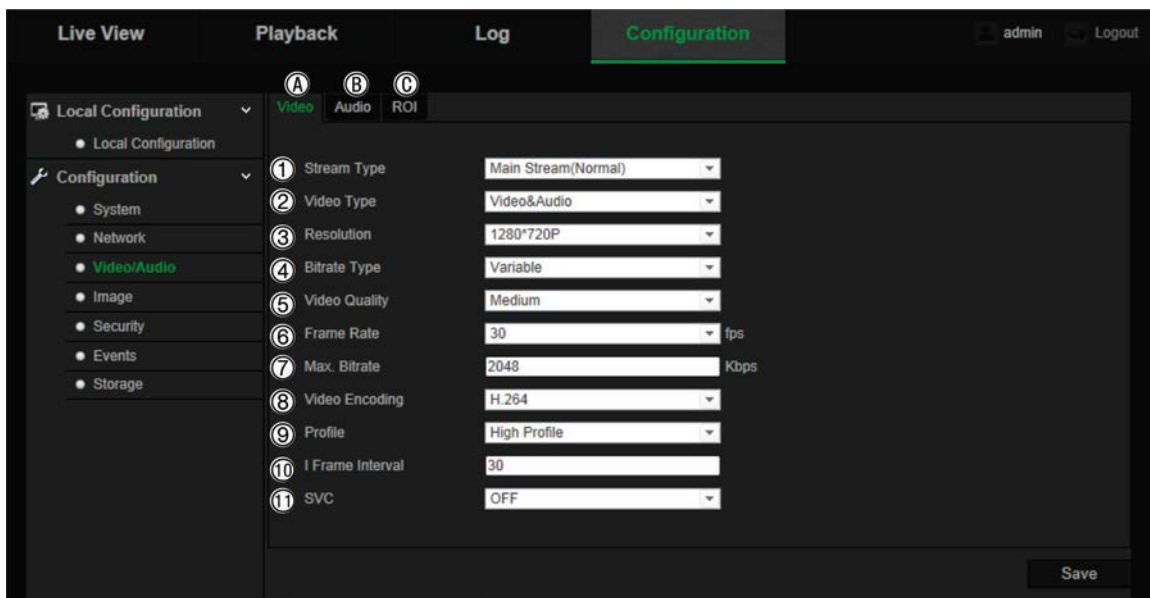 Live View Playback Log Configuration admin Logout
Ⓐ Ⓑ Ⓒ
Video Audio ROI
Local Configuration
Local Configuration
Configuration
System
Network
Video/Audio
Image
Security
Events
Storage
① Stream Type Main Stream(Normal)
② Video Type Video&Audio
③ Resolution 1280*720P
④ Bitrate Type Variable
⑤ Video Quality Medium
⑥ Frame Rate 30 fps
⑦ Max. Bitrate 2048 Kbps
⑧ Video Encoding H.264
⑨ Profile High Profile
⑩ I Frame Interval 30
⑪ SVC OFF
Save